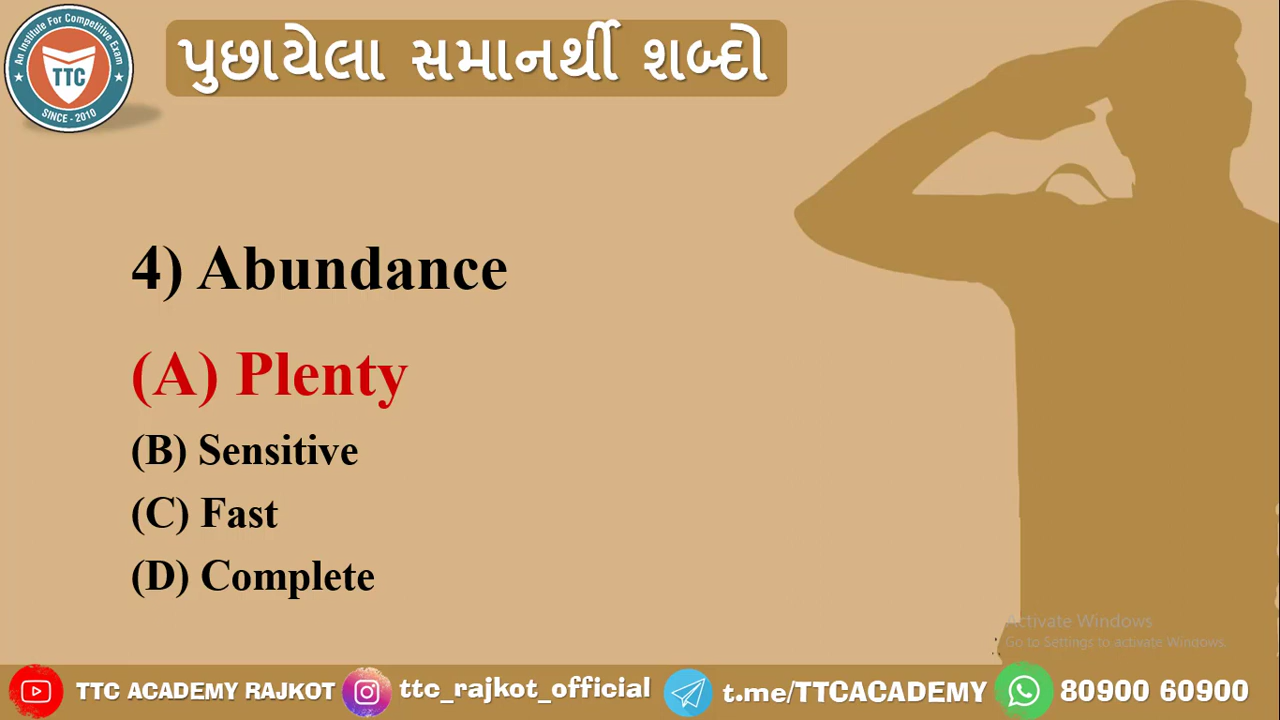 An Institute For Competitive Exam
TTC
SINCE - 2010
પુછાયેલા સમાનર્થી શબ્દો
4) Abundance
(A) Plenty
(B) Sensitive
(C) Fast
(D) Complete
Activate Windows
Go to Settings to activate Windows.
TTC ACADEMY RAJKOT
ttc_rajkot_official
t.me/TTCACADEMY
80900 60900